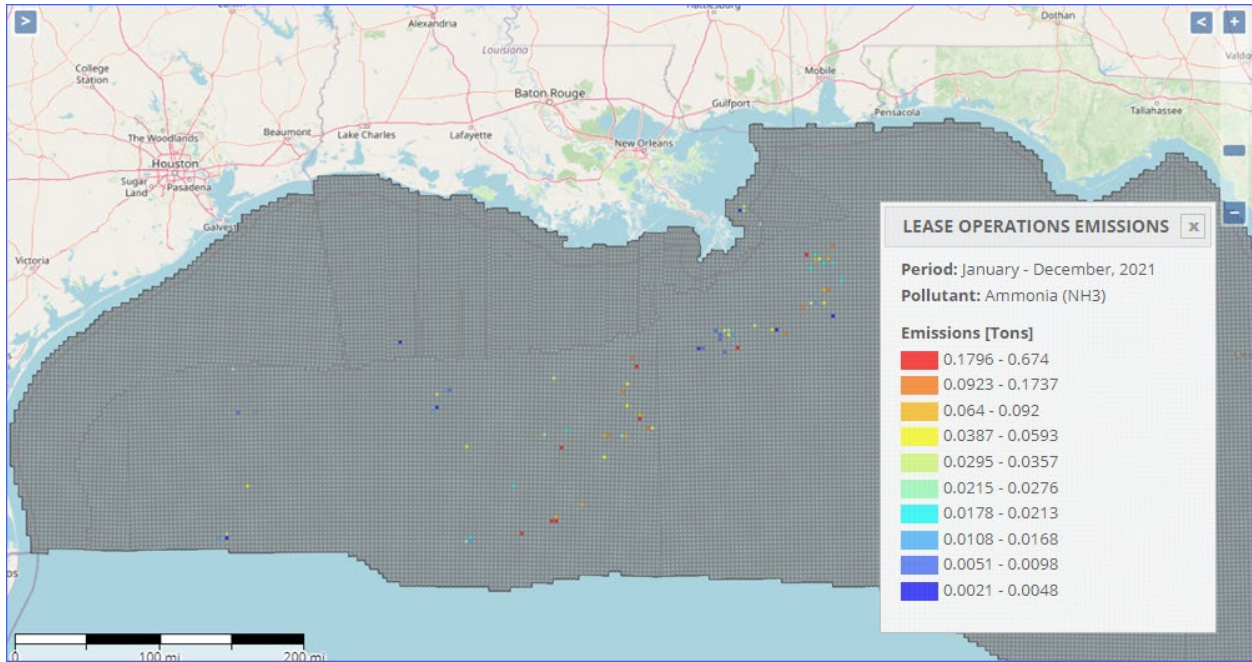 >
<
+
Alexandria
Dothan
College
Station
Louisiana
Mobile
Valdos
Baton Rouge
Gulfport
Pensacola
Tallahassee
The Woodlands
Beaumont
Lake Charles
Lafayette
New Orleans
Houston
Sugar
Land
Pasadena
Galvest
Victoria
−
LEASE OPERATIONS EMISSIONS
x
Period: January - December, 2021
Pollutant: Ammonia (NH3)
Emissions [Tons]
0.1796 - 0.674
0.0923 - 0.1737
0.064 - 0.092
0.0387 - 0.0593
0.0295 - 0.0357
0.0215 - 0.0276
0.0178 - 0.0213
0.0108 - 0.0168
0.0051 - 0.0098
0.0021 - 0.0048
0
100 mi
200 mi